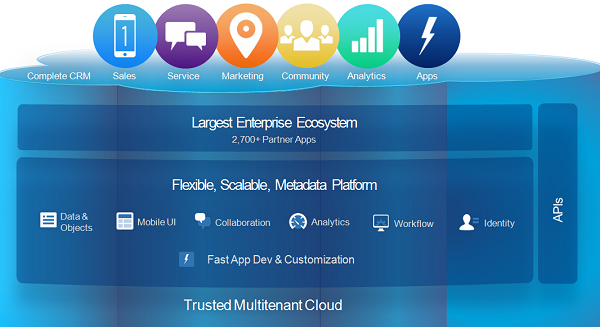 1
Complete CRM
Sales
Service
Marketing
Community
Analytics
Apps
Largest Enterprise Ecosystem
2,700+ Partner Apps
Flexible, Scalable, Metadata Platform
Data &
Objects
Mobile UI
Collaboration
Analytics
Workflow
Identity
Fast App Dev & Customization
APIs
Trusted Multitenant Cloud